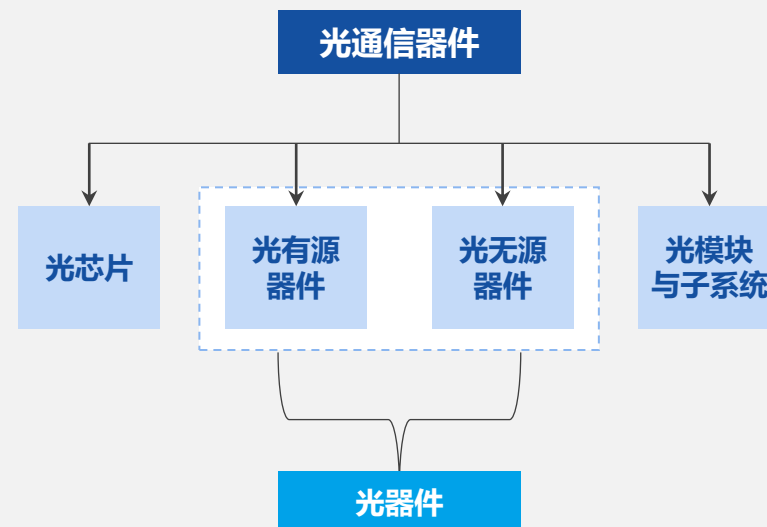 光通信器件
光芯片
光有源
器件
光无源
器件
光模块
与子系统
光器件